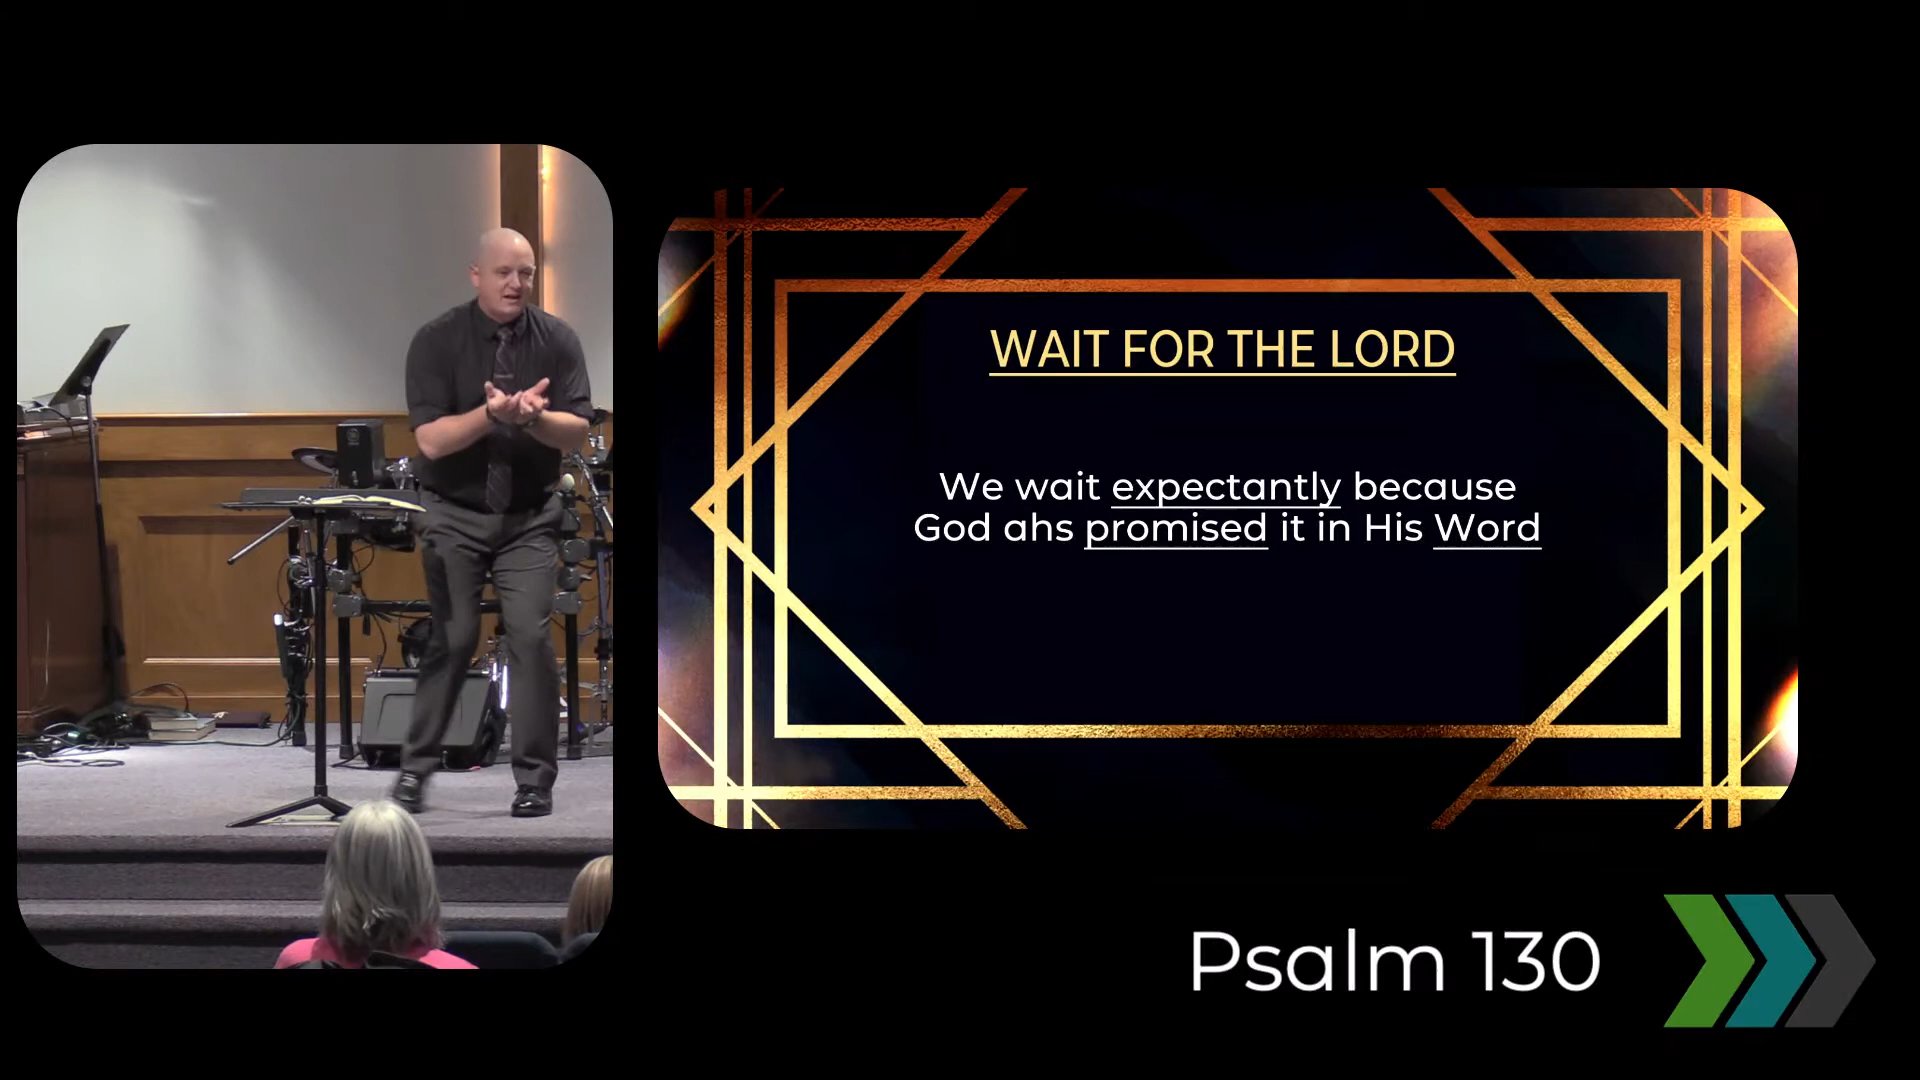 WAIT FOR THE LORD
We wait expectantly because
God ahs promised it in His Word
Psalm 130